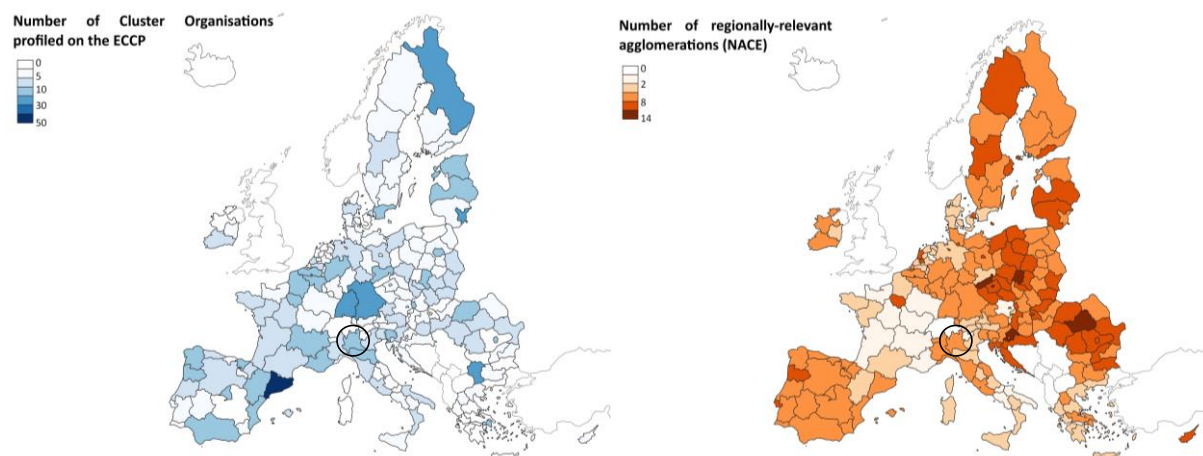 Number of Cluster Organisations
profiled on the ECCP
0
5
10
30
50
Number of regionally-relevant
agglomerations (NACE)
0
2
8
14